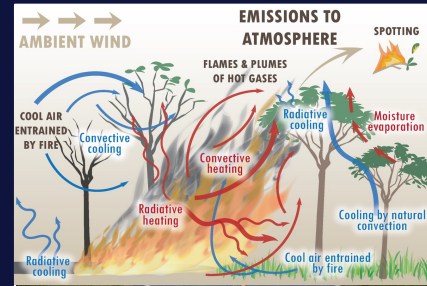 EMISSIONS TO
ATMOSPHERE
AMBIENT WIND
SPOTTING
FLAMES & PLUMES
OF HOT GASES
COOL AIR
ENTRAINED
BY FIRE
Convective
cooling
Radiative
cooling
Moisture
evaporation
Convective
heating
Radiative
heating
Cooling by natural
convection
Radiative
cooling
Cool air entrained
by fire